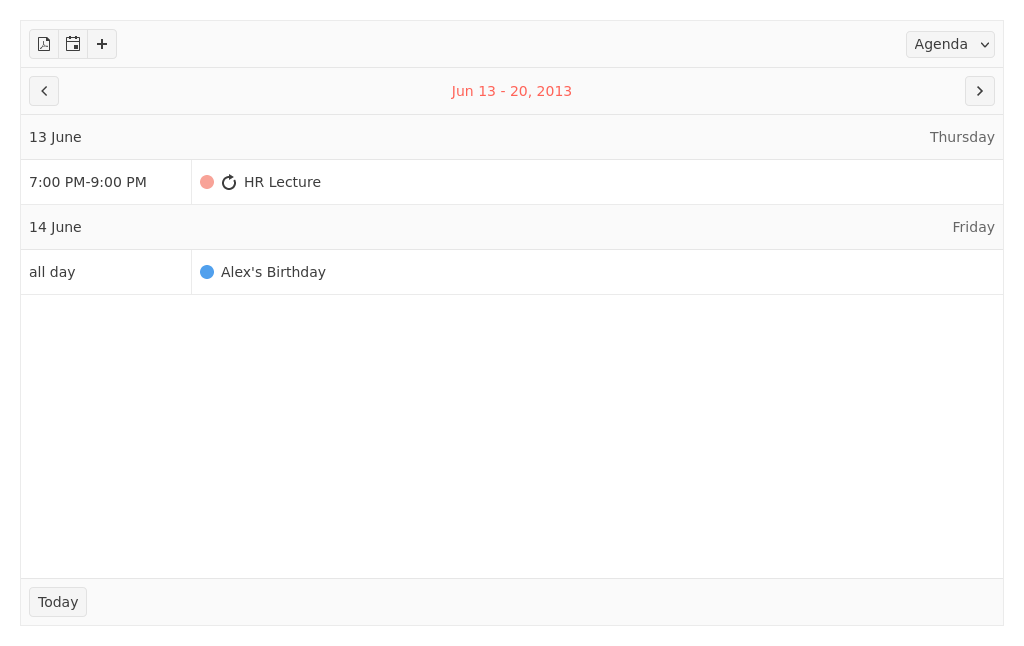 Agenda
Jun 13 - 20, 2013
13 June Thursday
7:00 PM-9:00 PM HR Lecture
14 June Friday
all day Alex's Birthday
Today